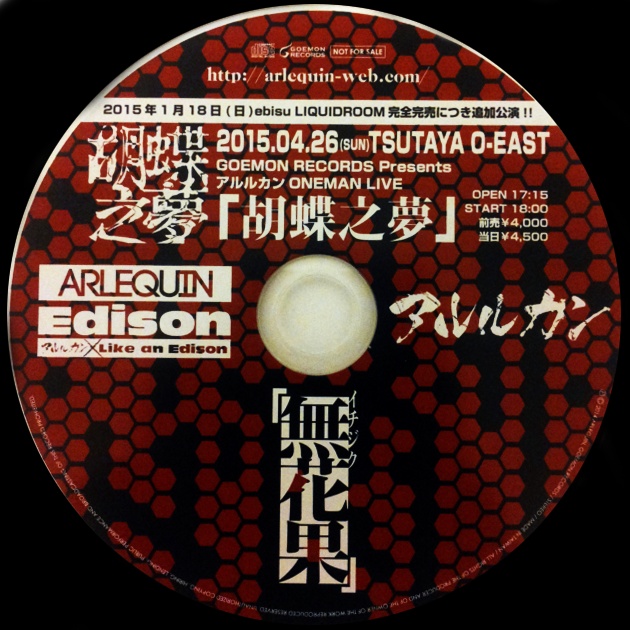 GOEMON RECORDS NOT FOR SALE
http://arlequin-web.com/
2015年1月18日(日)ebisu LIQUIDROOM 完全完売につき追加公演!!
胡蝶之夢
2015.04.26(SUN)TSUTAYA O-EAST
GOEMON RECORDS Presents
アルルカン ONEMAN LIVE
「胡蝶之夢」
OPEN 17:15
START 18:00
前売¥4,000
当日¥4,500
ARLEQUIN
Edison
アルルカン×Like an Edison
アルルカン
「無花果」
イチジク